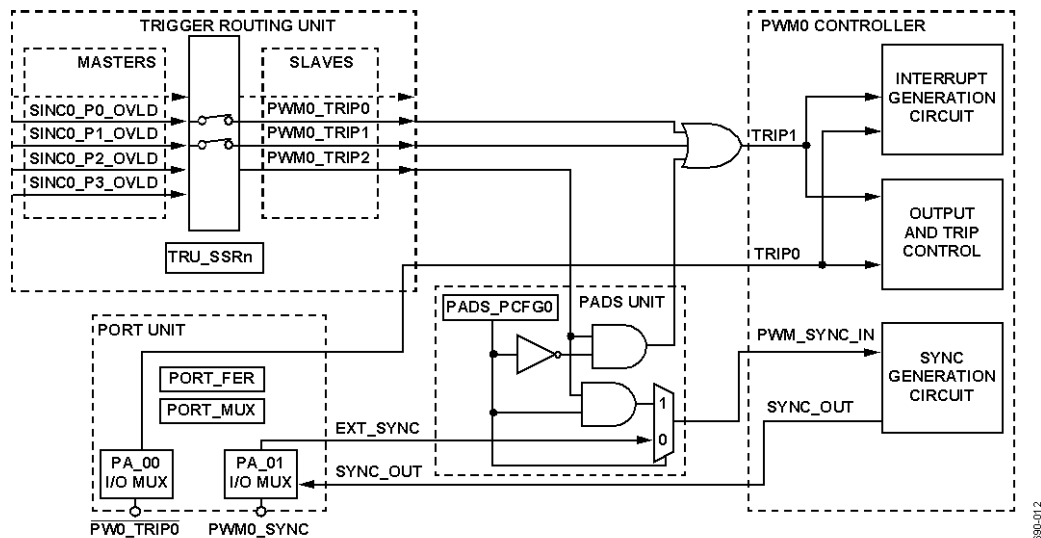 TRIGGER ROUTING UNIT
MASTERS
SLAVES
SINC0_P0_OVLD
SINC0_P1_OVLD
SINC0_P2_OVLD
SINC0_P3_OVLD
PWM0_TRIP0
PWM0_TRIP1
PWM0_TRIP2
TRU_SSRn
PWM0 CONTROLLER
INTERRUPT
GENERATION
CIRCUIT
TRIP1
OUTPUT
AND TRIP
CONTROL
TRIP0
PADS_PCFG0
PADS UNIT
1
0
PWM_SYNC_IN
SYNC
GENERATION
CIRCUIT
SYNC_OUT
PORT UNIT
PORT_FER
PORT_MUX
EXT_SYNC
SYNC_OUT
PA_00
I/O MUX
PA_01
I/O MUX
PW0_TRIP0
PWM0_SYNC